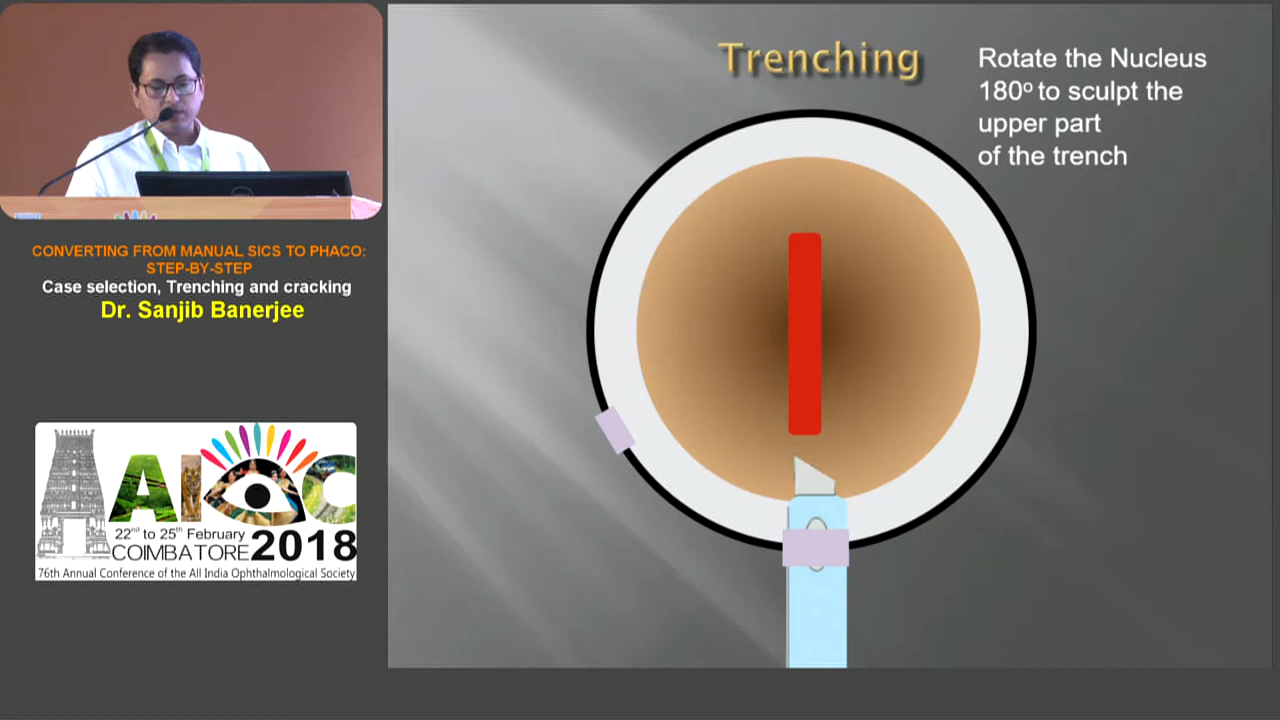 Trenching
Rotate the Nucleus
180º to sculpt the
upper part
of the trench
CONVERTING FROM MANUAL SICS TO PHACO:
STEP-BY-STEP
Case selection, Trenching and cracking
Dr. Sanjib Banerjee
AIOC
22nd to 25th February
COIMBATORE 2018
76th Annual Conference of the All India Ophthalmological Society